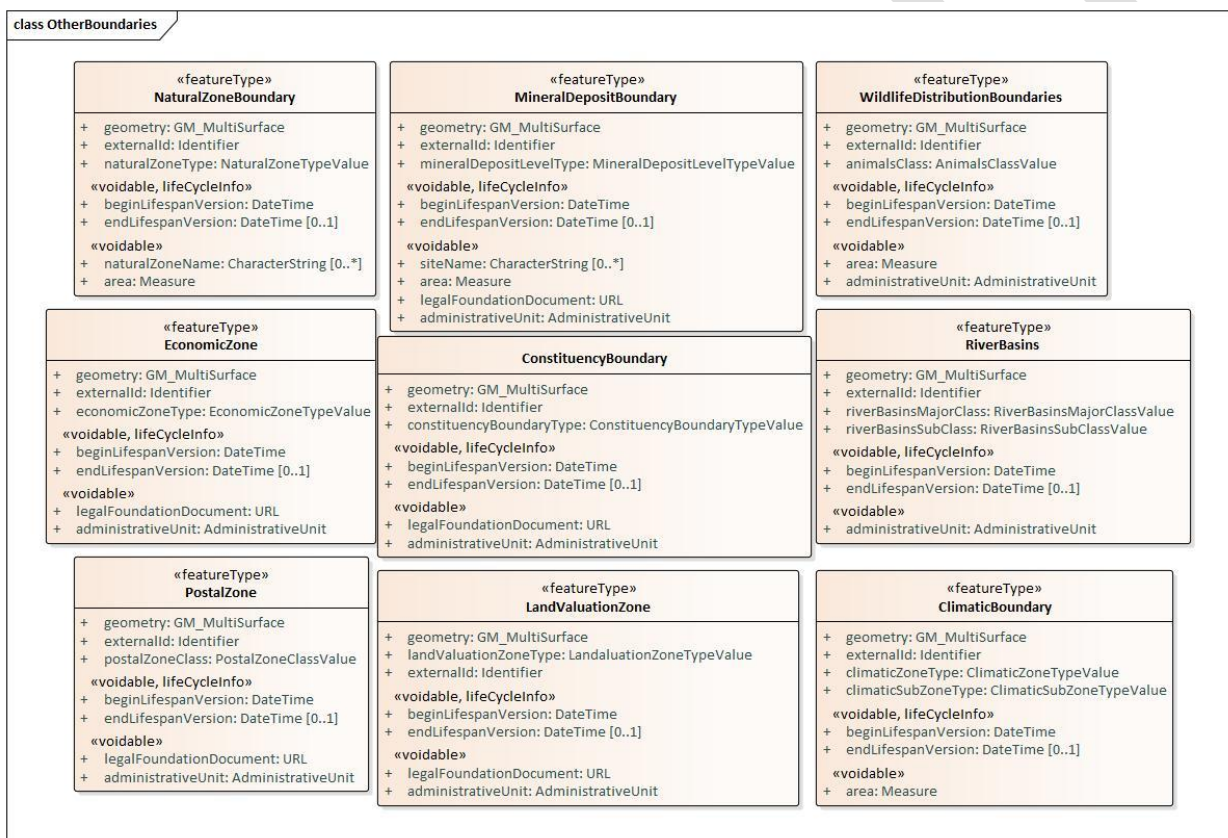 class OtherBoundaries
«featureType»
NaturalZoneBoundary
+ geometry: GM_MultiSurface
+ externalId: Identifier
+ naturalZoneType: NaturalZoneTypeValue
«voidable, lifeCycleInfo»
+ beginLifespanVersion: DateTime
+ endLifespanVersion: DateTime [0..1]
«voidable»
+ naturalZoneName: CharacterString [0..*]
+ area: Measure
«featureType»
MineralDepositBoundary
+ geometry: GM_MultiSurface
+ externalId: Identifier
+ mineralDepositLevelType: MineralDepositLevelTypeValue
«voidable, lifeCycleInfo»
+ beginLifespanVersion: DateTime
+ endLifespanVersion: DateTime [0..1]
«voidable»
+ siteName: CharacterString [0..*]
+ area: Measure
+ legalFoundationDocument: URL
+ administrativeUnit: AdministrativeUnit
«featureType»
WildlifeDistributionBoundaries
+ geometry: GM_MultiSurface
+ externalId: Identifier
+ animalsClass: AnimalsClassValue
«voidable, lifeCycleInfo»
+ beginLifespanVersion: DateTime
+ endLifespanVersion: DateTime [0..1]
«voidable»
+ area: Measure
+ administrativeUnit: AdministrativeUnit
«featureType»
EconomicZone
+ geometry: GM_MultiSurface
+ externalId: Identifier
+ economicZoneType: EconomicZoneTypeValue
«voidable, lifeCycleInfo»
+ beginLifespanVersion: DateTime
+ endLifespanVersion: DateTime [0..1]
«voidable»
+ legalFoundationDocument: URL
+ administrativeUnit: AdministrativeUnit
ConstituencyBoundary
+ geometry: GM_MultiSurface
+ externalId: Identifier
+ constituencyBoundaryType: ConstituencyBoundaryTypeValue
«voidable, lifeCycleInfo»
+ beginLifespanVersion: DateTime
+ endLifespanVersion: DateTime [0..1]
«voidable»
+ legalFoundationDocument: URL
+ administrativeUnit: AdministrativeUnit
«featureType»
RiverBasins
+ geometry: GM_MultiSurface
+ externalId: Identifier
+ riverBasinsMajorClass: RiverBasinsMajorClassValue
+ riverBasinsSubClass: RiverBasinsSubClassValue
«voidable, lifeCycleInfo»
+ beginLifespanVersion: DateTime
+ endLifespanVersion: DateTime [0..1]
«voidable»
+ administrativeUnit: AdministrativeUnit
«featureType»
PostalZone
+ geometry: GM_MultiSurface
+ externalId: Identifier
+ postalZoneClass: PostalZoneClassValue
«voidable, lifeCycleInfo»
+ beginLifespanVersion: DateTime
+ endLifespanVersion: DateTime [0..1]
«voidable»
+ legalFoundationDocument: URL
+ administrativeUnit: AdministrativeUnit
«featureType»
LandValuationZone
+ geometry: GM_MultiSurface
+ landValuationZoneType: LandaluationZoneTypeValue
+ externalId: Identifier
«voidable, lifeCycleInfo»
+ beginLifespanVersion: DateTime
+ endLifespanVersion: DateTime [0..1]
«voidable»
+ legalFoundationDocument: URL
+ administrativeUnit: AdministrativeUnit
«featureType»
ClimaticBoundary
+ geometry: GM_MultiSurface
+ externalId: Identifier
+ climaticZoneType: ClimaticZoneTypeValue
+ climaticSubZoneType: ClimaticSubZoneTypeValue
«voidable, lifeCycleInfo»
+ beginLifespanVersion: DateTime
+ endLifespanVersion: DateTime [0..1]
«voidable»
+ area: Measure